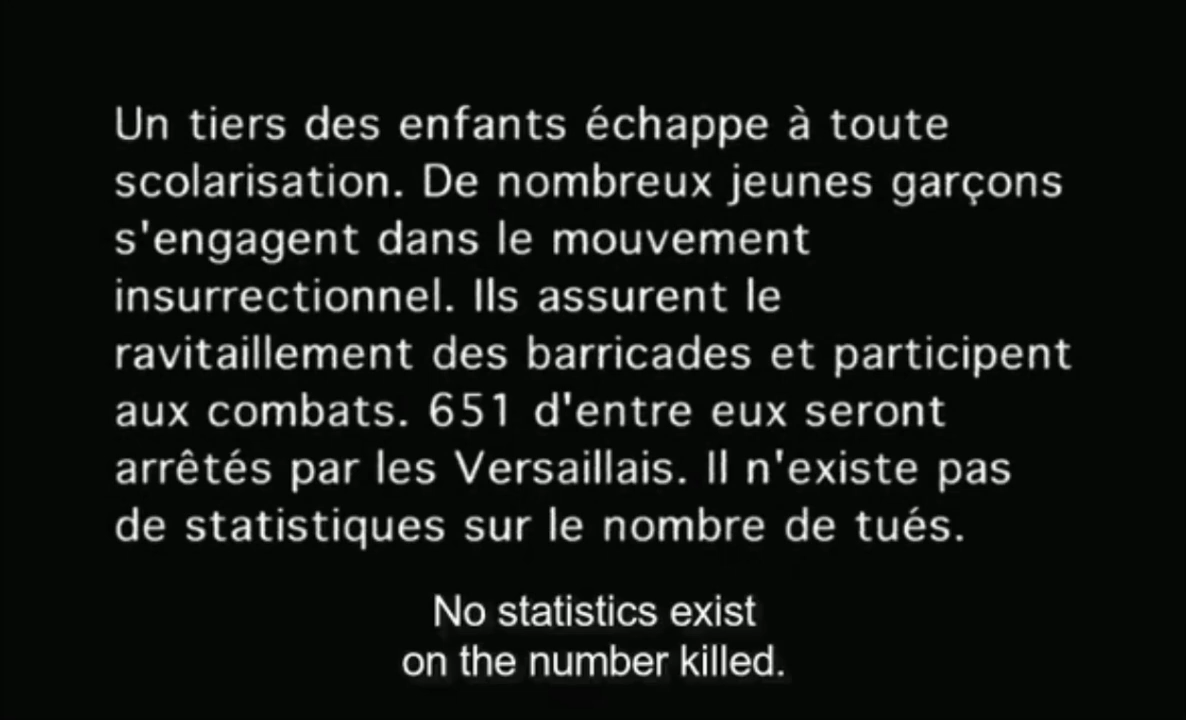 Un tiers des enfants échappe à toute
scolarisation. De nombreux jeunes garçons
s'engagent dans le mouvement
insurrectionnel. Ils assurent le
ravitaillement des barricades et participent
aux combats. 651 d'entre eux seront
arrêtés par les Versaillais. Il n'existe pas
de statistiques sur le nombre de tués.
No statistics exist
on the number killed.